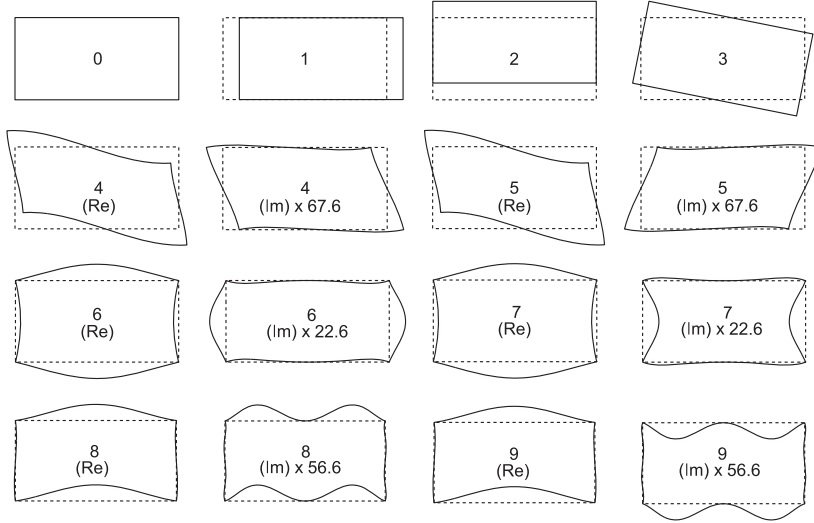 0
1
2
3
4
(Re)
4
(Im) x 67.6
5
(Re)
5
(Im) x 67.6
6
(Re)
6
(Im) x 22.6
7
(Re)
7
(Im) x 22.6
8
(Re)
8
(Im) x 56.6
9
(Re)
9
(Im) x 56.6